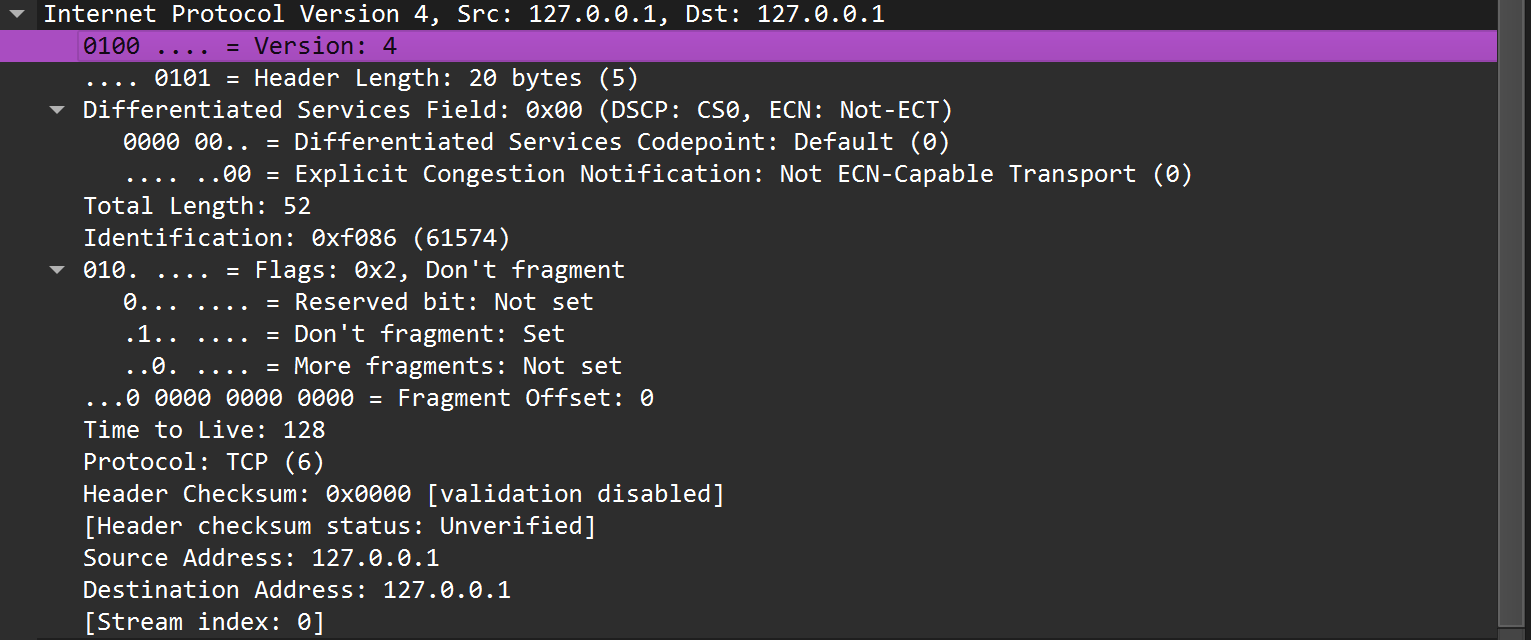 Internet Protocol Version 4, Src: 127.0.0.1, Dst: 127.0.0.1
0100 .... = Version: 4
.... 0101 = Header Length: 20 bytes (5)
Differentiated Services Field: 0x00 (DSCP: CS0, ECN: Not-ECT)
0000 00.. = Differentiated Services Codepoint: Default (0)
.... ..00 = Explicit Congestion Notification: Not ECN-Capable Transport (0)
Total Length: 52
Identification: 0xf086 (61574)
010. .... = Flags: 0x2, Don't fragment
0... .... = Reserved bit: Not set
.1.. .... = Don't fragment: Set
..0. .... = More fragments: Not set
...0 0000 0000 0000 = Fragment Offset: 0
Time to Live: 128
Protocol: TCP (6)
Header Checksum: 0x0000 [validation disabled]
[Header checksum status: Unverified]
Source Address: 127.0.0.1
Destination Address: 127.0.0.1
[Stream index: 0]